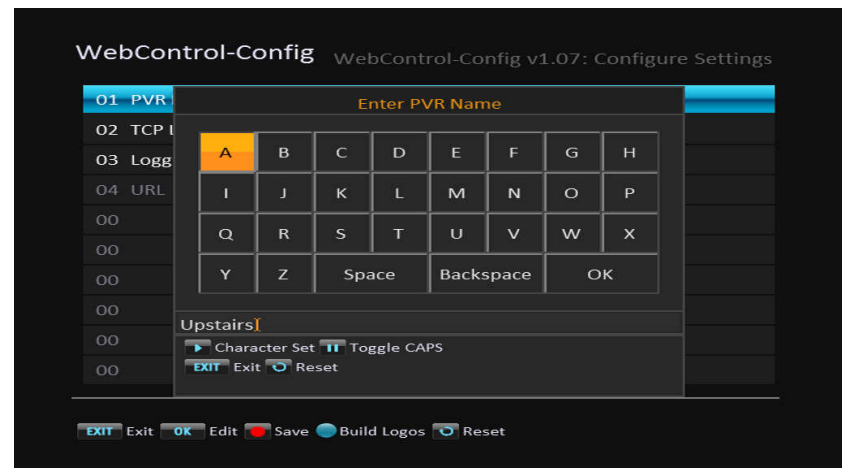 WebControl-Config WebControl-Config v1.07: Configure Settings
01 PVR
Enter PVR Name
02 TCP
03 Logg
04 URL
00
00
00
00
00
00
A B C D E F G H
I J K L M N O P
Q R S T U V W X
Y Z Space Backspace OK
Upstairs
Character Set Toggle CAPS
EXIT Exit Reset
EXIT Exit OK Edit Save Build Logos Reset